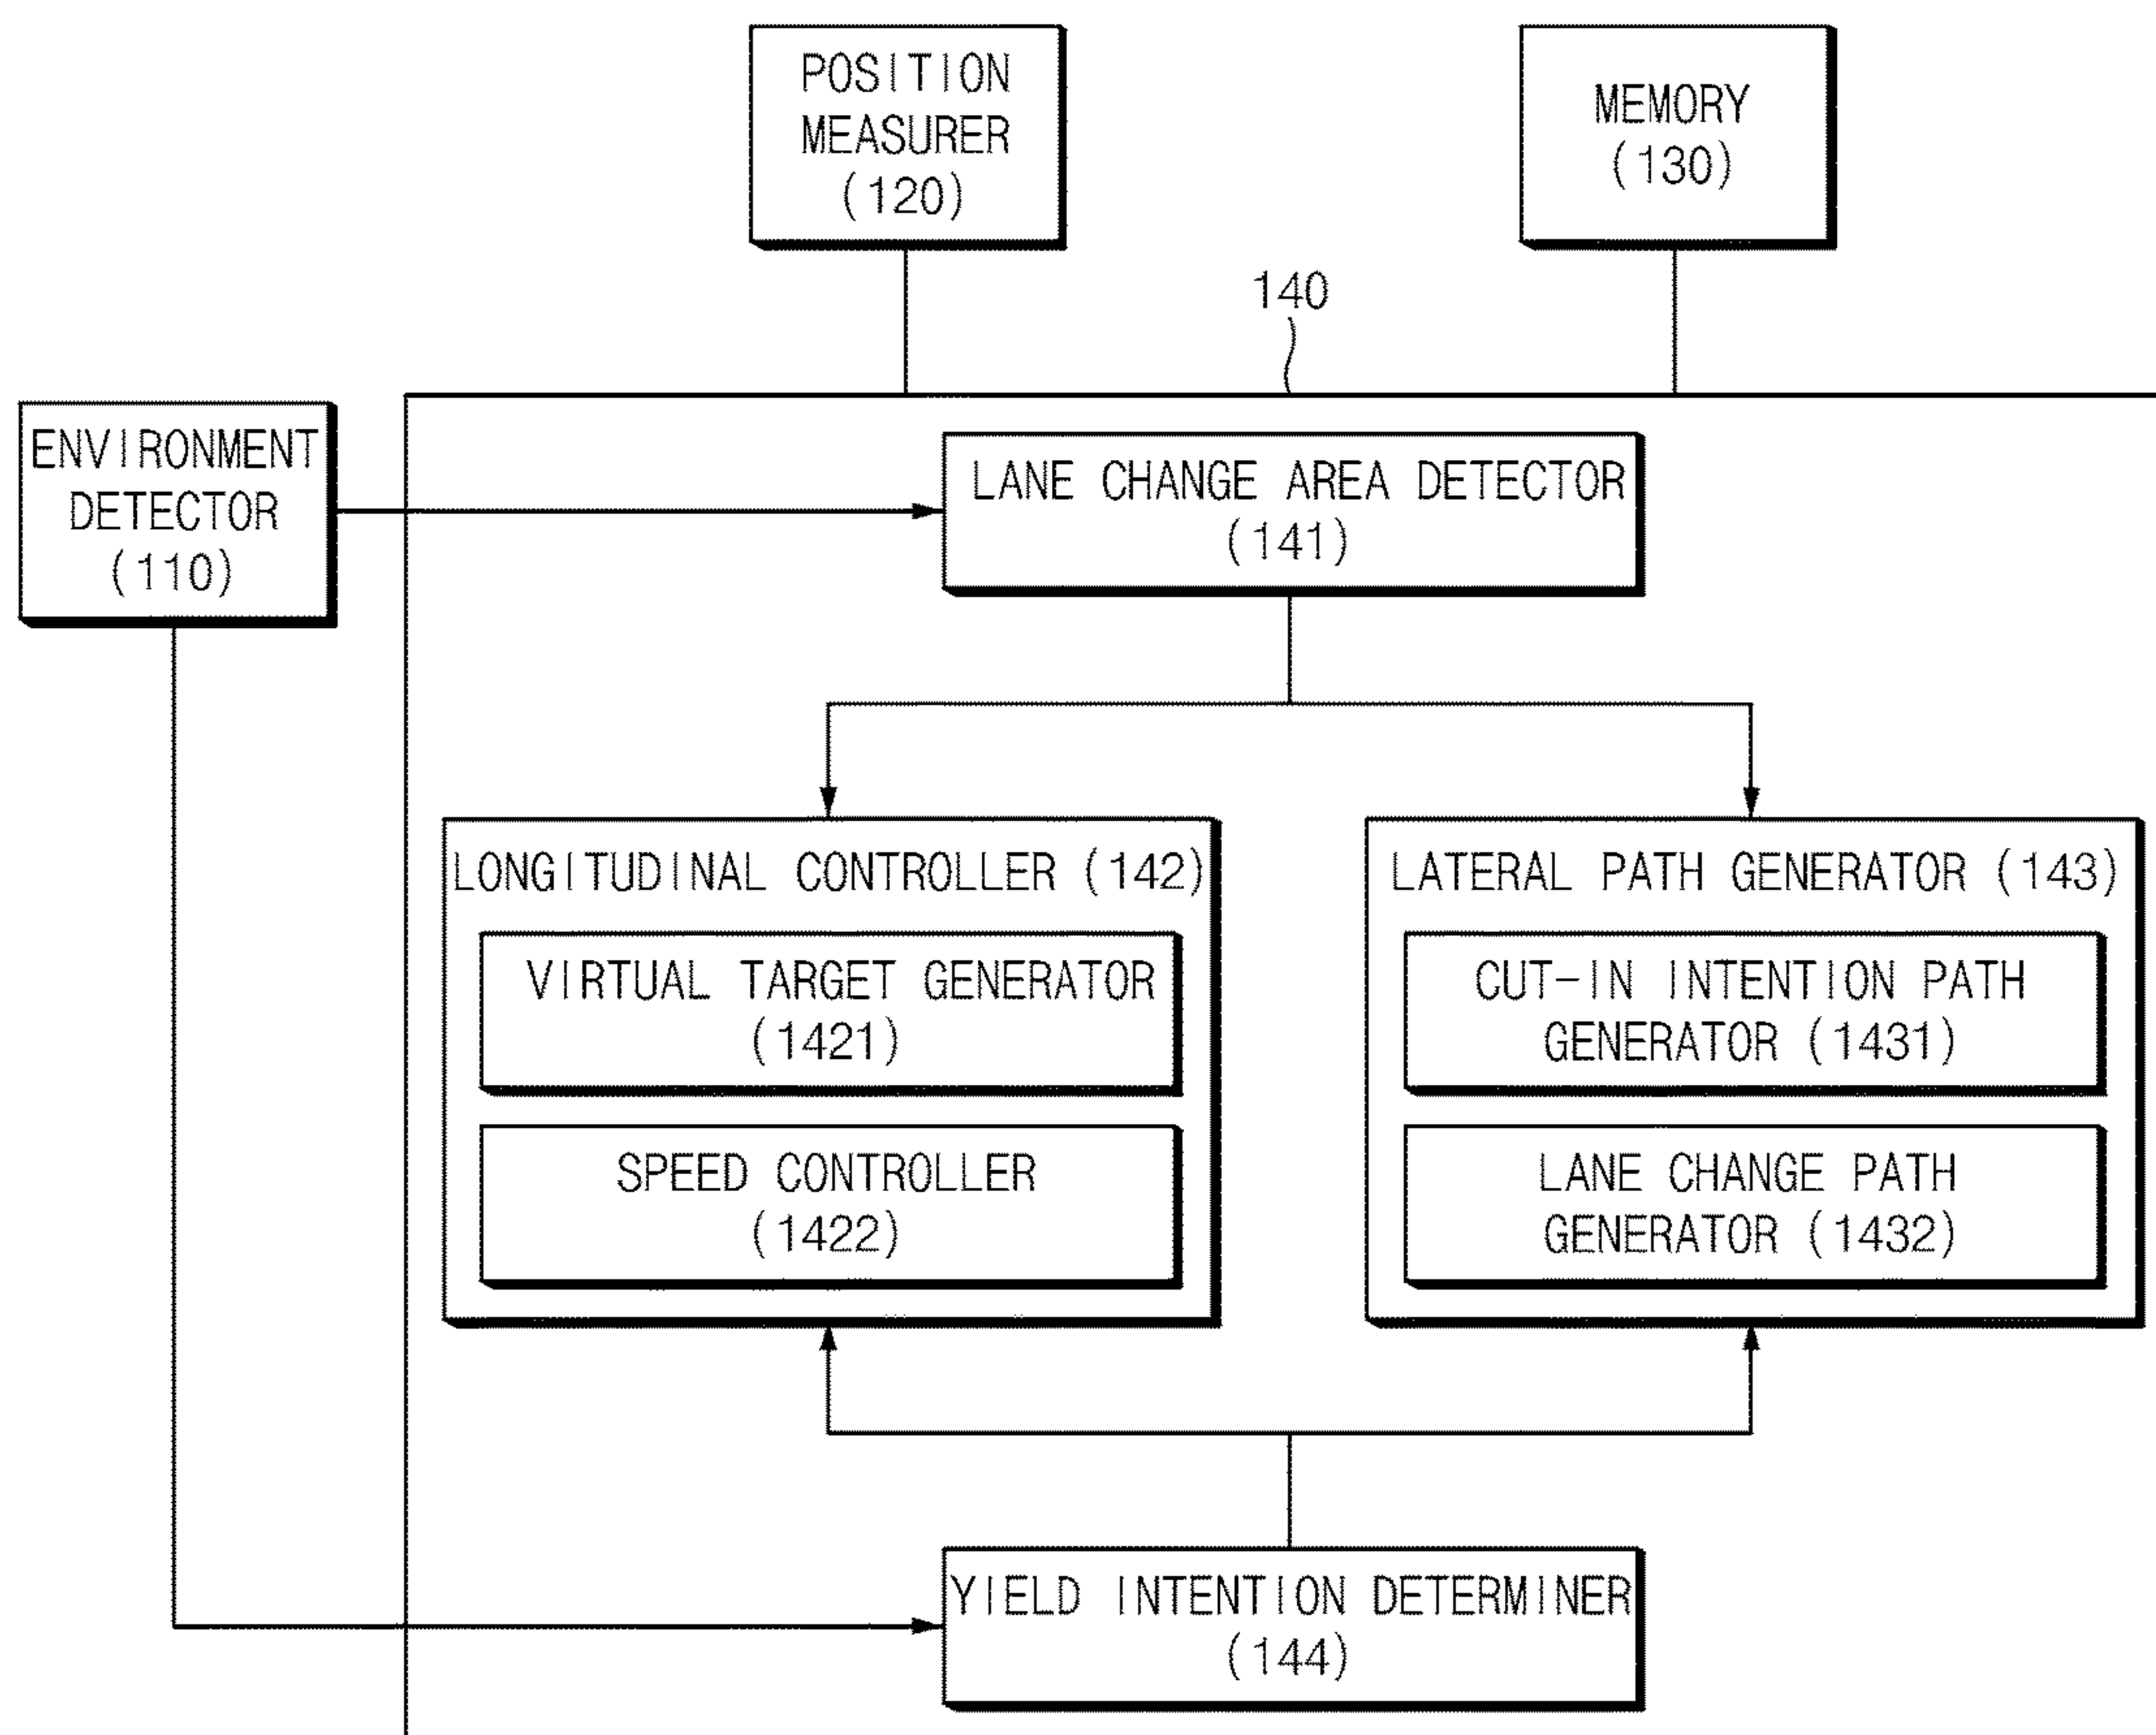 POSITION
MEASURER
(120)
MEMORY
(130)
140
ENVIRONMENT
DETECTOR
(110)
LANE CHANGE AREA DETECTOR
(141)
LONGITUDINAL CONTROLLER (142)
VIRTUAL TARGET GENERATOR
(1421)
SPEED CONTROLLER
(1422)
LATERAL PATH GENERATOR (143)
CUT-IN INTENTION PATH
GENERATOR (1431)
LANE CHANGE PATH
GENERATOR (1432)
YIELD INTENTION DETERMINER
(144)